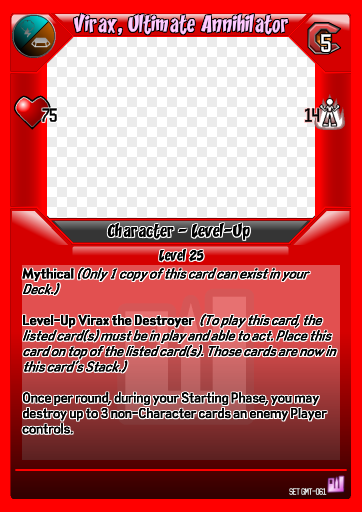 Virax, Ultimate Annihilator
5
75
14
Character - Level-Up
Level 25
Mythical (Only 1 copy of this card can exist in your
Deck.)
Level-Up Virax the Destroyer (To play this card, the
listed card(s) must be in play and able to act. Place this
card on top of the listed card(s). Those cards are now in
this card's Stack.)
Once per round, during your Starting Phase, you may
destroy up to 3 non-Character cards an enemy Player
controls.
SET GMT-061